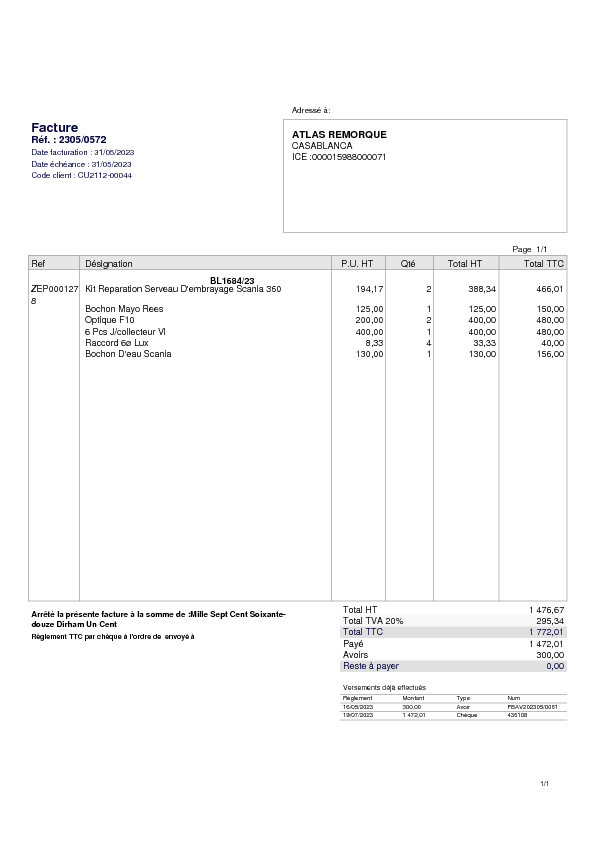 Adressé à:
Facture
Réf. : 2305/0572
Date facturation : 31/05/2023
Date échéance : 31/05/2023
Code client : CU2112-00044
ATLAS REMORQUE
CASABLANCA
ICE :000015988000071
Page 1/1
Ref Désignation P.U. HT Qté Total HT Total TTC
BL1684/23
ZEP000127 Kit Reparation Serveau D'embrayage Scania 360 194,17 2 388,34 466,01
8
Bochon Mayo Rees 125,00 1 125,00 150,00
Optique F10 200,00 2 400,00 480,00
6 Pcs J/collecteur Vl 400,00 1 400,00 480,00
Raccord 6ø Lux 8,33 4 33,33 40,00
Bochon D'eau Scania 130,00 1 130,00 156,00
Arrêté la présente facture à la somme de :Mille Sept Cent Soixante-
douze Dirham Un Cent
Règlement TTC par chèque à l'ordre de envoyé à
Total HT 1 476,67
Total TVA 20% 295,34
Total TTC 1 772,01
Payé 1 472,01
Avoirs 300,00
Reste à payer 0,00
Versements déjà effectués
Règlement Montant Type Num
16/05/2023 300,00 Avoir FBAV202305/0061
19/07/2023 1 472,01 Chèque 436108
1/1